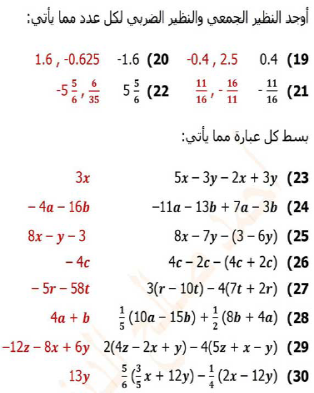 أوجد النظير الجمعي والنظير الضربي لكل عدد مما يأتي:
19) 0.4 -0.4 , 2.5 20) -1.6 1.6 , -0.625
21) -11/16 11/16 , -16/11 22) 5 5/6 -5 5/6 , 6/35
بسط كل عبارة مما يأتي:
23) 5x – 3y – 2x + 3y 3x
24) –11a – 13b + 7a – 3b – 4a – 16b
25) 8x – 7y – (3 – 6y) 8x – y – 3
26) 4c – 2c – (4c + 2c) – 4c
27) 3(r – 10t) – 4(7t + 2r) – 5r – 58t
28) 1/5 (10a – 15b) + 1/2 (8b + 4a) 4a + b
29) 2(4z – 2x + y) – 4(5z + x – y) –12z – 8x + 6y
30) 5/6 (3/5 x + 12y) – 1/4 (2x – 12y) 13y